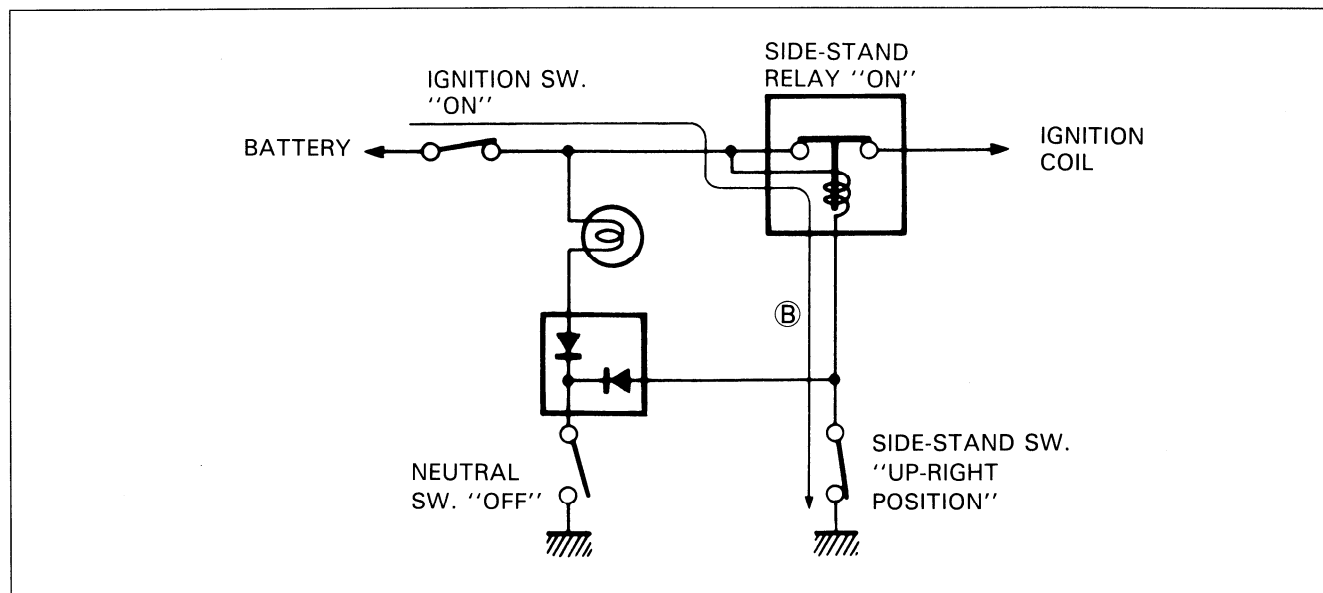 SIDE-STAND
RELAY ''ON''
IGNITION SW.
''ON''
BATTERY
IGNITION
COIL
Ⓑ
NEUTRAL
SW. ''OFF''
SIDE-STAND SW.
''UP-RIGHT
POSITION''